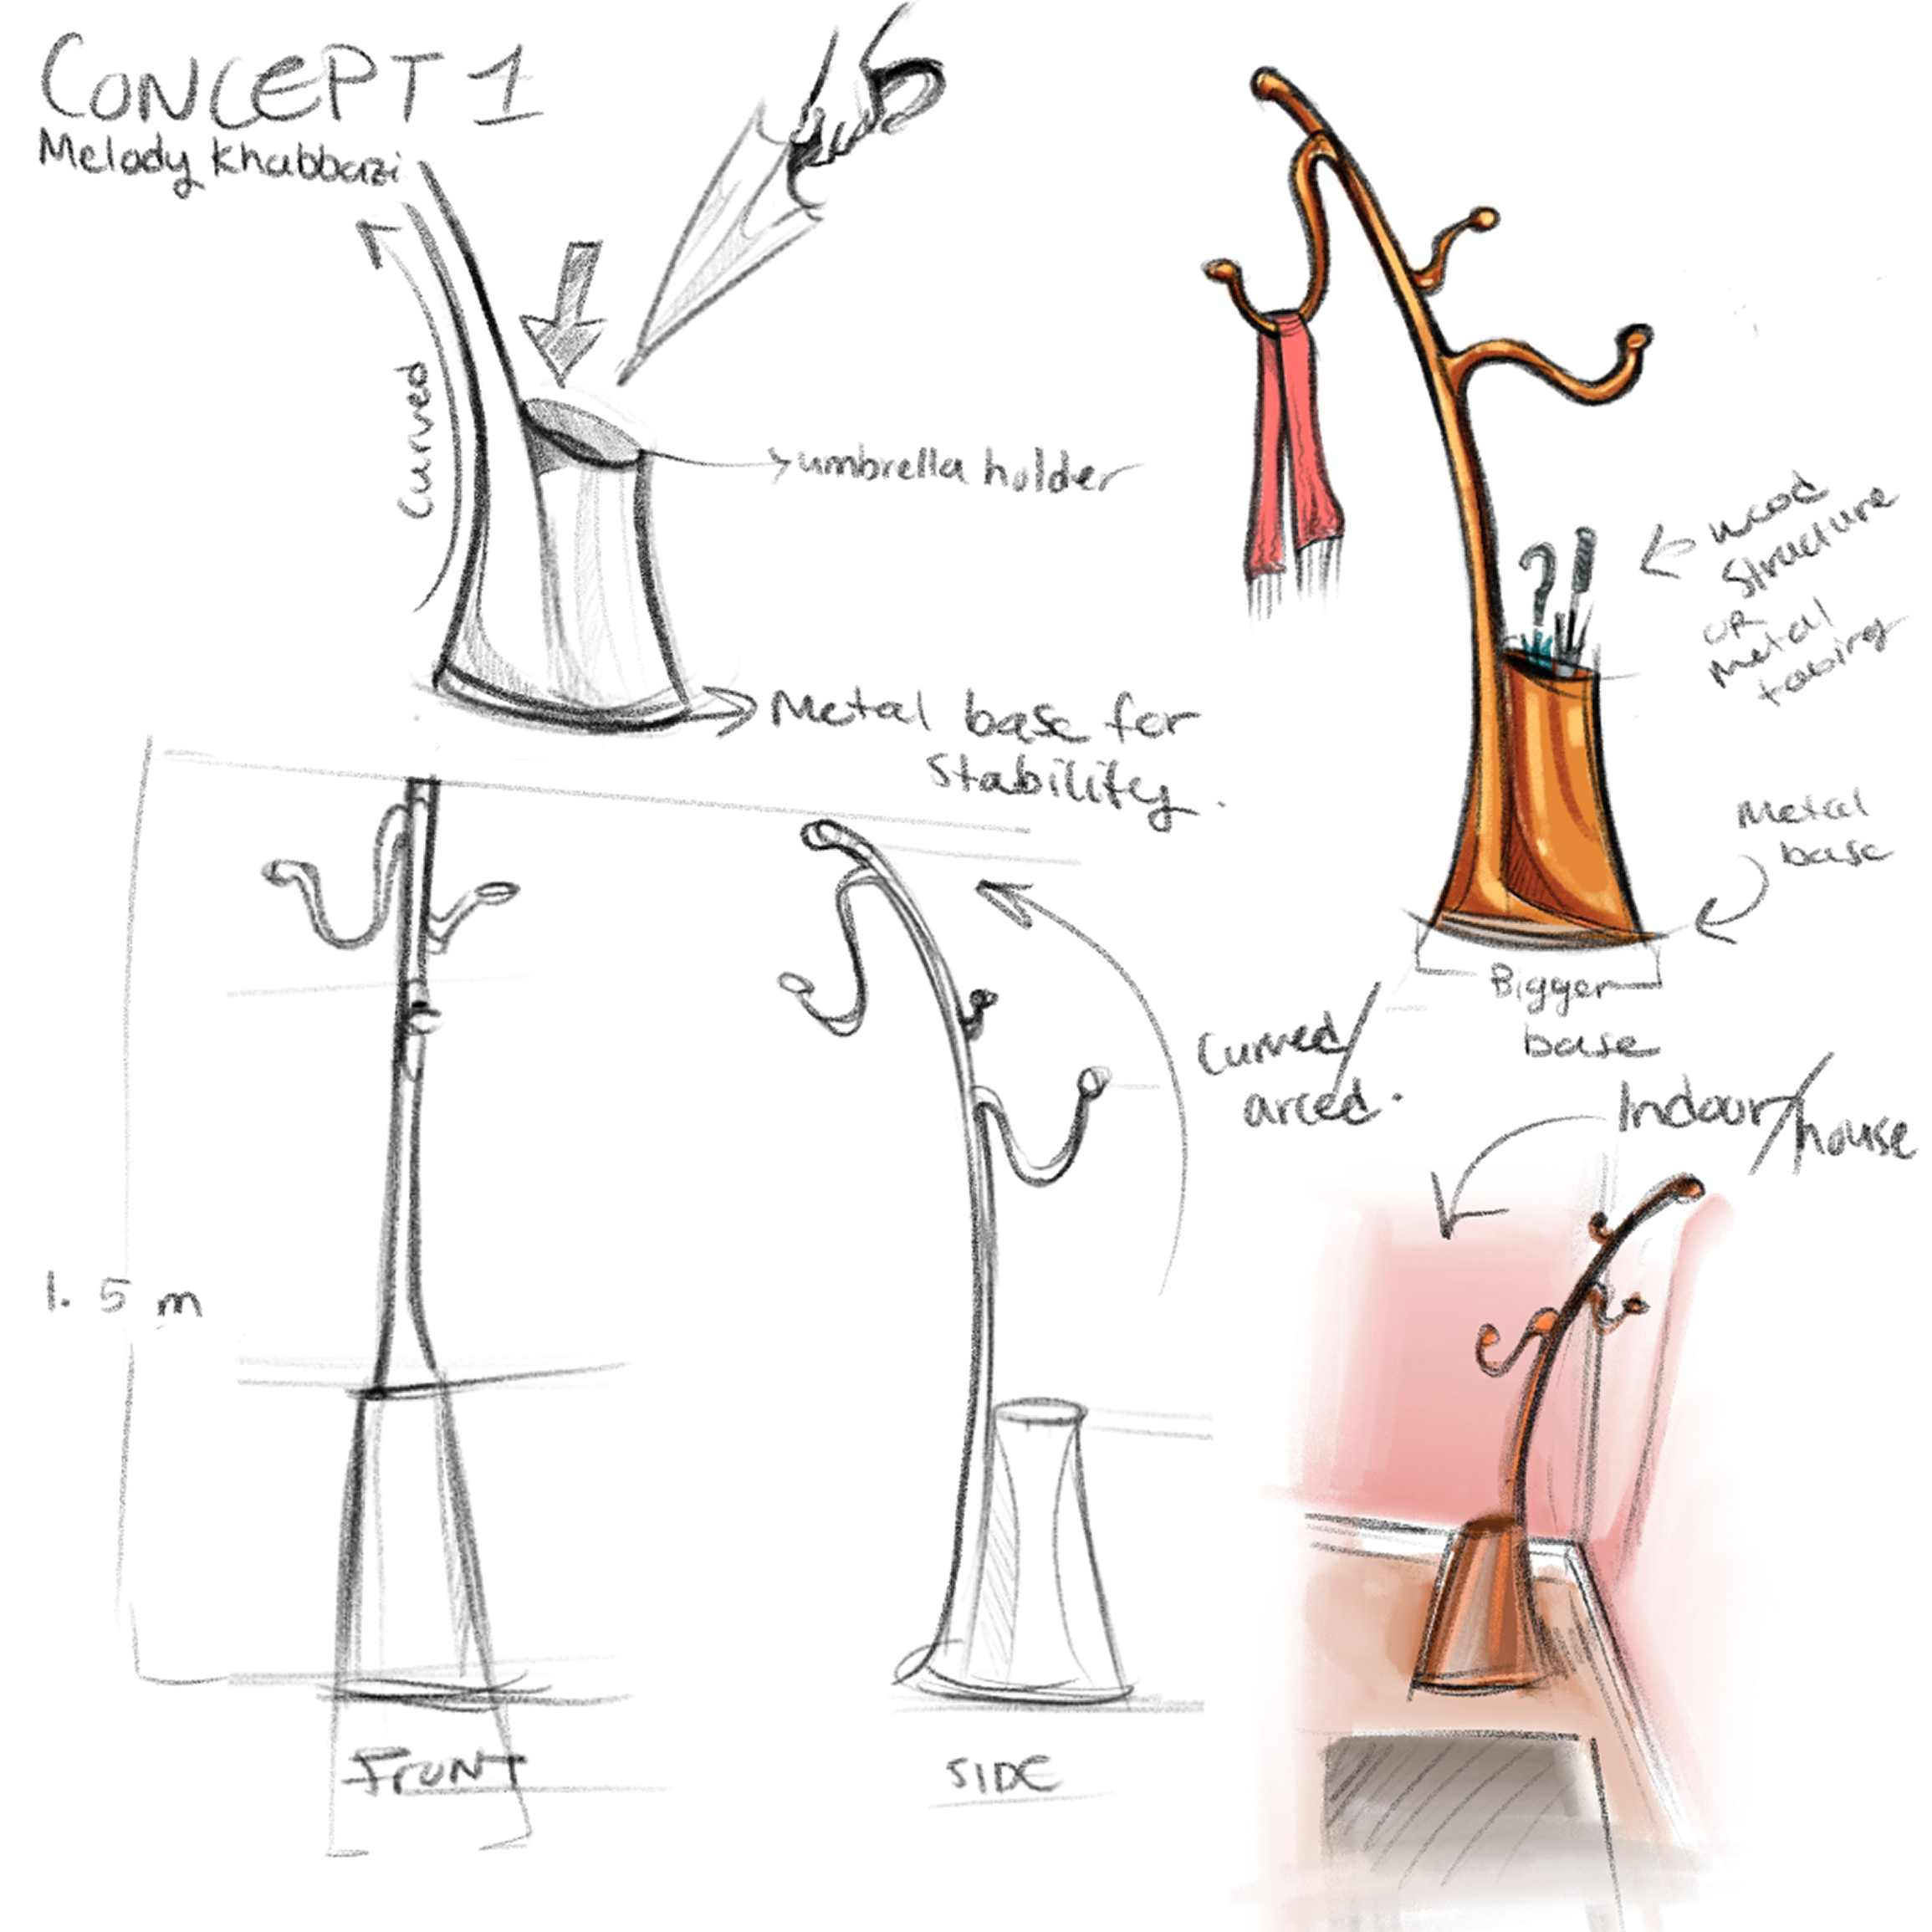 CONCEPT 1
Melody Khabbazi
Curved
umbrella holder
Metal base for
Stability.
wood
Structure
OR
Metal
tubing
Metal
base
Bigger
base
Curved/
arced.
Indoor/
house
1.5 m
FRONT
SIDE